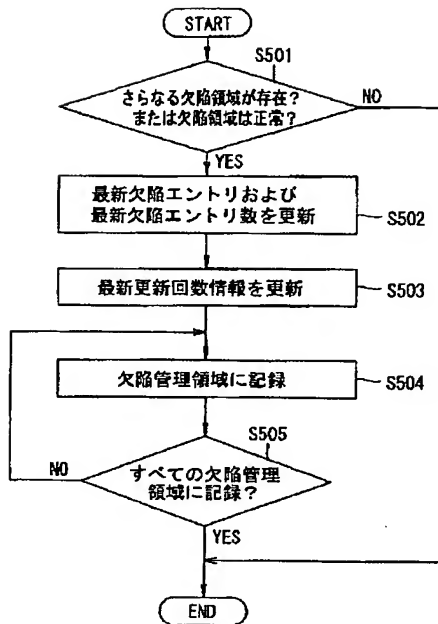 START
S501
さらなる欠陥領域が存在?
または欠陥領域は正常?
NO
YES
最新欠陥エントリおよび
最新欠陥エントリ数を更新
S502
最新更新回数情報を更新
S503
欠陥管理領域に記録
S504
S505
すべての欠陥管理
領域に記録?
NO
YES
END